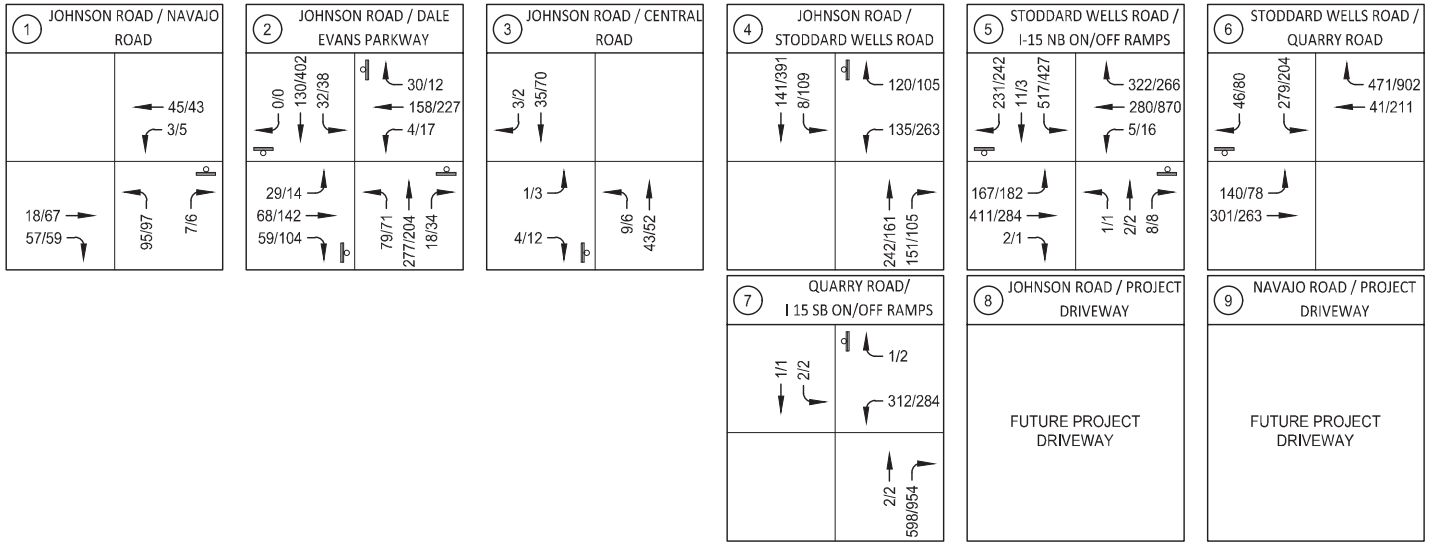 1
JOHNSON ROAD / NAVAJO
ROAD
45/43
3/5
18/67
57/59
95/97
7/6
2
JOHNSON ROAD / DALE
EVANS PARKWAY
0/0
130/402
32/38
30/12
158/227
4/17
29/14
68/142
59/104
79/71
277/204
18/34
3
JOHNSON ROAD / CENTRAL
ROAD
3/2
35/70
1/3
4/12
9/6
43/52
4
JOHNSON ROAD /
STODDARD WELLS ROAD
141/391
8/109
120/105
135/263
242/161
151/105
5
STODDARD WELLS ROAD /
I-15 NB ON/OFF RAMPS
231/242
11/3
517/427
322/266
280/870
5/16
167/182
411/284
2/1
1/1
2/2
8/8
6
STODDARD WELLS ROAD /
QUARRY ROAD
46/80
279/204
471/902
41/211
140/78
301/263
7
QUARRY ROAD/
I 15 SB ON/OFF RAMPS
1/1
2/2
1/2
312/284
2/2
598/954
8
JOHNSON ROAD / PROJECT
DRIVEWAY
FUTURE PROJECT
DRIVEWAY
9
NAVAJO ROAD / PROJECT
DRIVEWAY
FUTURE PROJECT
DRIVEWAY